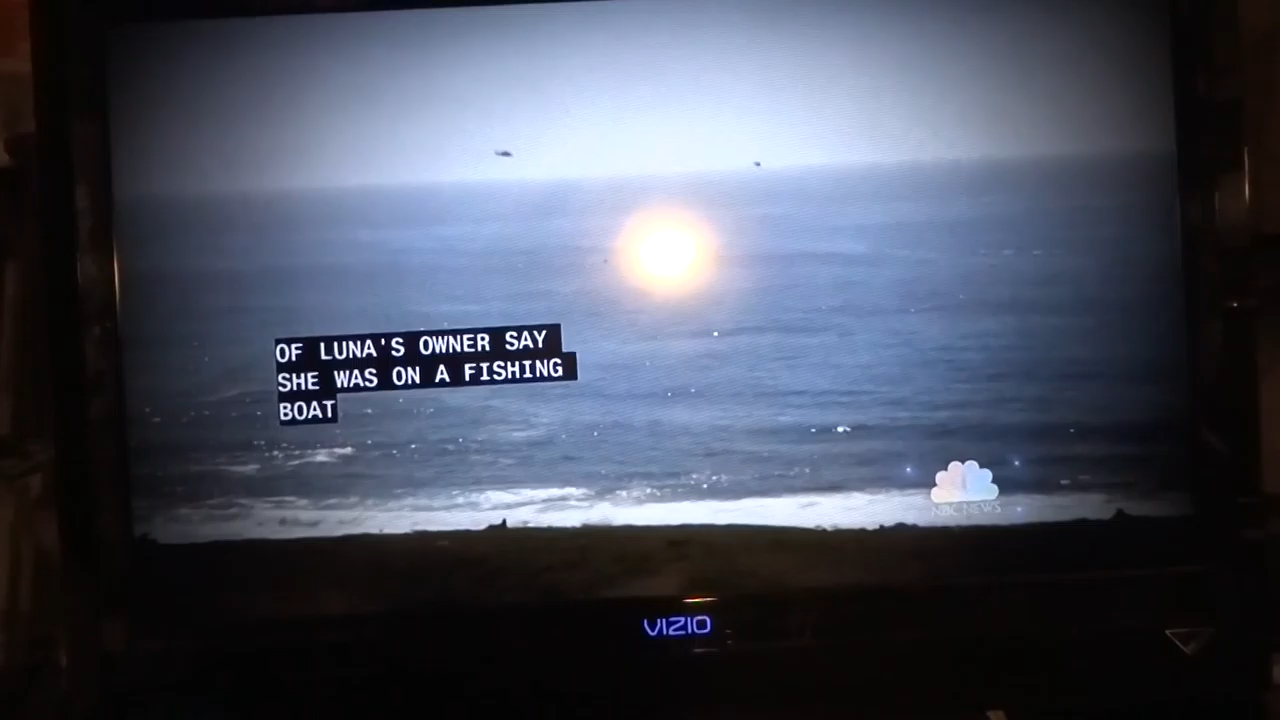 OF LUNA'S OWNER SAY
SHE WAS ON A FISHING
BOAT
NBC NEWS
VIZIO